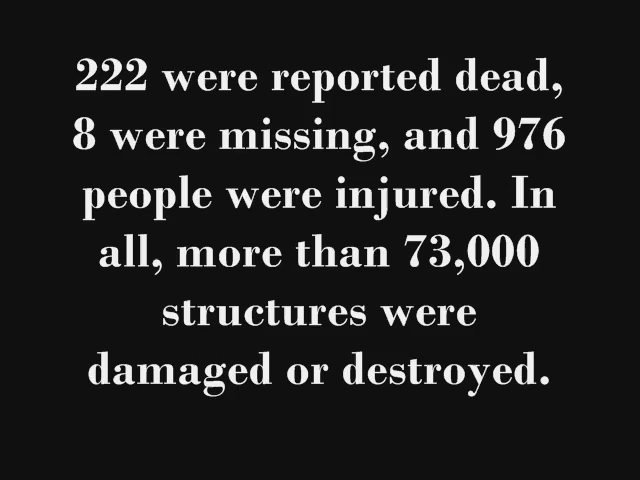 222 were reported dead,
8 were missing, and 976
people were injured. In
all, more than 73,000
structures were
damaged or destroyed.